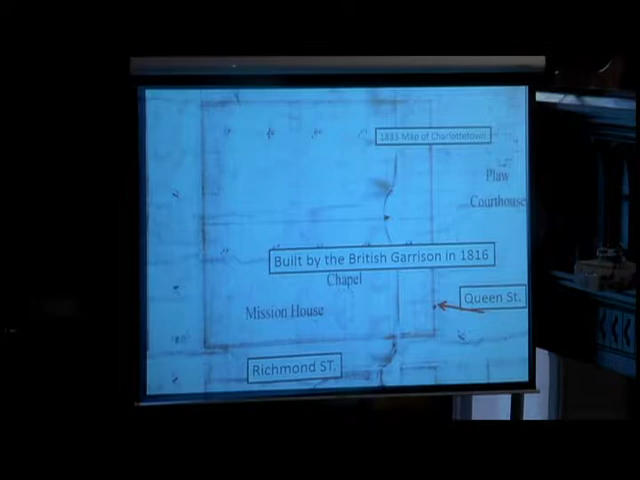 1833 Map of Charlottetown
Plaw
Courthouse
Built by the British Garrison in 1816
Chapel
Queen St.
Mission House
Richmond ST.